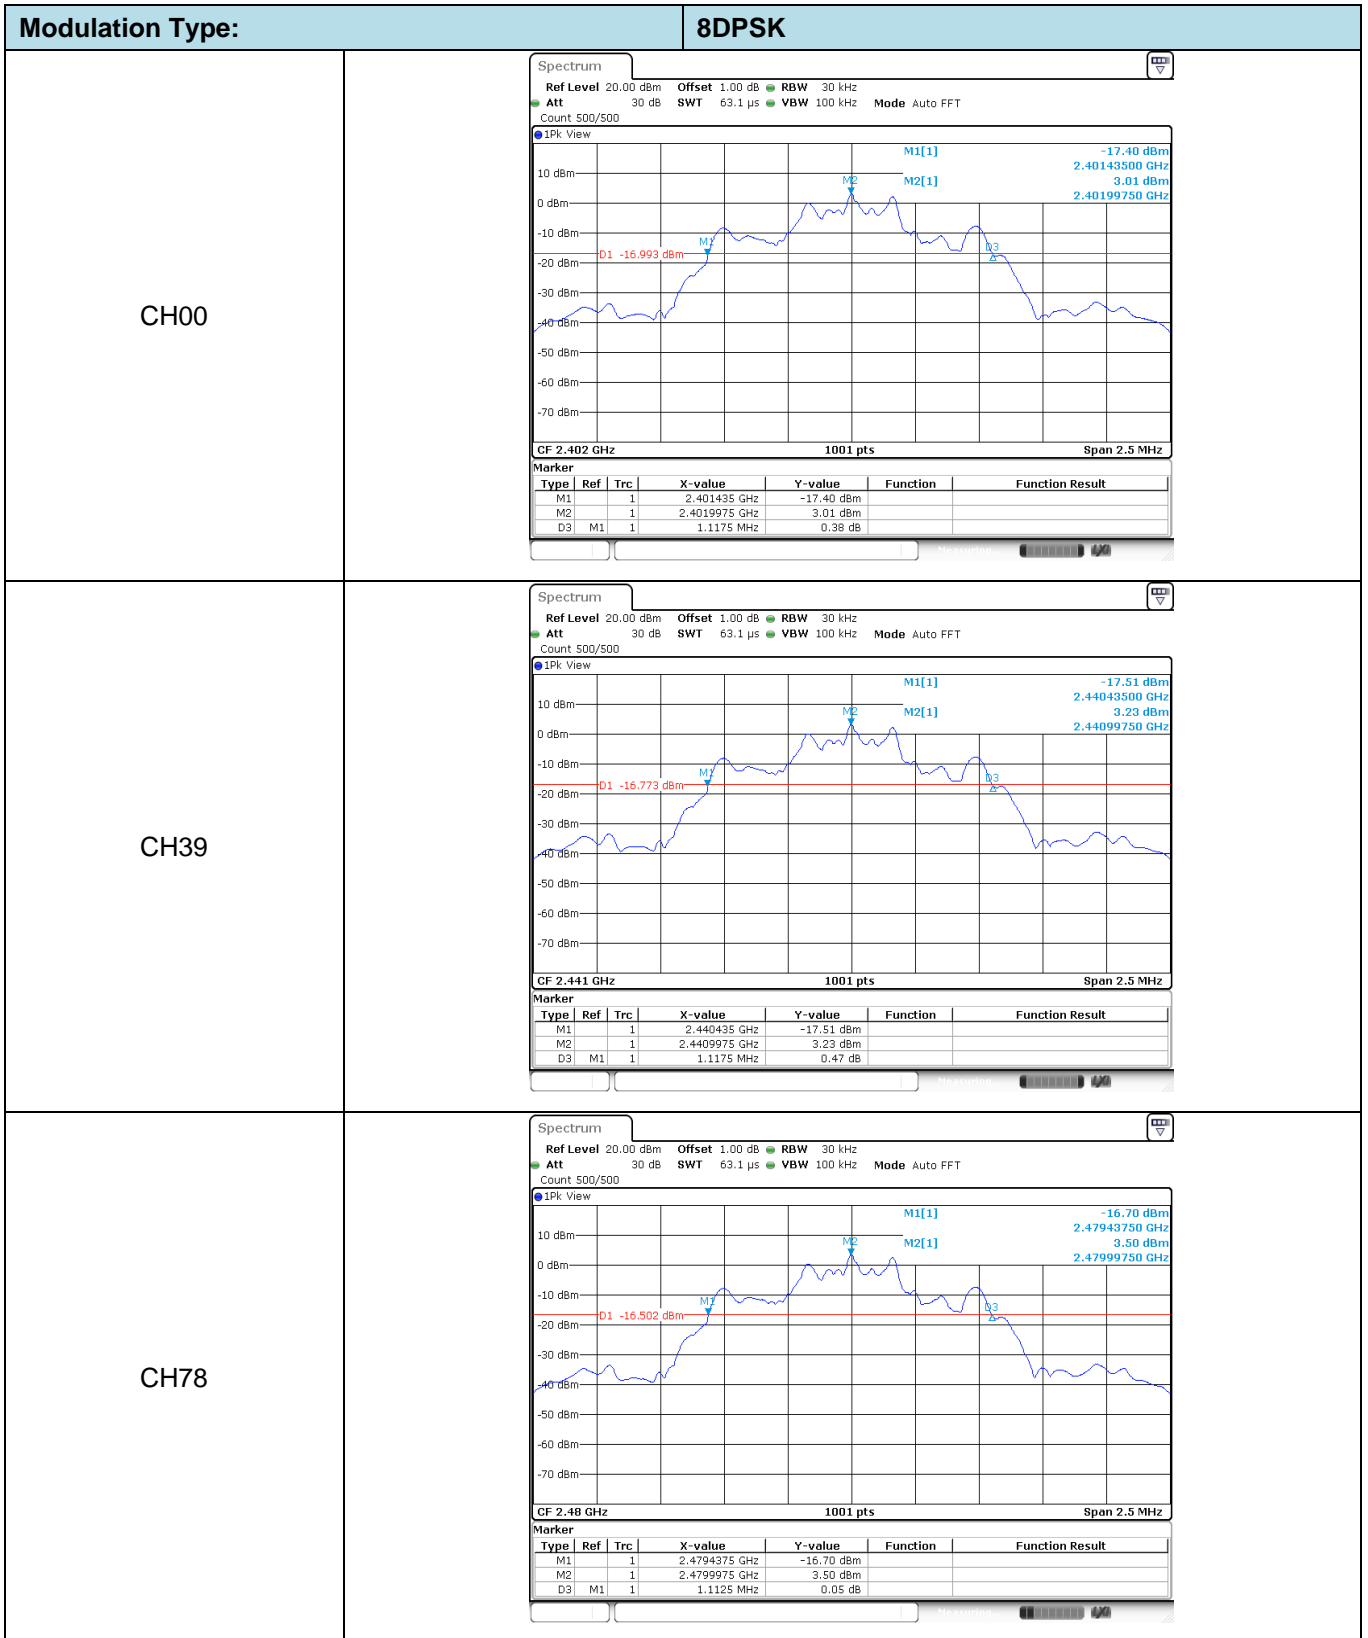 Modulation Type: 8DPSK
CH00
Spectrum
Ref Level 20.00 dBm Offset 1.00 dB RBW 30 kHz
Att 30 dB SWT 63.1 µs VBW 100 kHz Mode Auto FFT
Count 500/500
1Pk View
M1[1] -17.40 dBm
2.40143500 GHz
10 dBm
M2 M2[1] 3.01 dBm
2.40199750 GHz
0 dBm
-10 dBm
M1 D3
D1 -16.993 dBm
-20 dBm
-30 dBm
-40 dBm
-50 dBm
-60 dBm
-70 dBm
CF 2.402 GHz 1001 pts Span 2.5 MHz
Marker
Type Ref Trc X-value Y-value Function Function Result
M1 1 2.401435 GHz -17.40 dBm
M2 1 2.4019975 GHz 3.01 dBm
D3 M1 1 1.1175 MHz 0.38 dB
Measuring... LXI
CH39
Spectrum
Ref Level 20.00 dBm Offset 1.00 dB RBW 30 kHz
Att 30 dB SWT 63.1 µs VBW 100 kHz Mode Auto FFT
Count 500/500
1Pk View
M1[1] -17.51 dBm
2.44043500 GHz
10 dBm
M2 M2[1] 3.23 dBm
2.44099750 GHz
0 dBm
-10 dBm
M1 D3
D1 -16.773 dBm
-20 dBm
-30 dBm
-40 dBm
-50 dBm
-60 dBm
-70 dBm
CF 2.441 GHz 1001 pts Span 2.5 MHz
Marker
Type Ref Trc X-value Y-value Function Function Result
M1 1 2.440435 GHz -17.51 dBm
M2 1 2.4409975 GHz 3.23 dBm
D3 M1 1 1.1175 MHz 0.47 dB
Measuring... LXI
CH78
Spectrum
Ref Level 20.00 dBm Offset 1.00 dB RBW 30 kHz
Att 30 dB SWT 63.1 µs VBW 100 kHz Mode Auto FFT
Count 500/500
1Pk View
M1[1] -16.70 dBm
2.47943750 GHz
10 dBm
M2 M2[1] 3.50 dBm
2.47999750 GHz
0 dBm
-10 dBm
M1 D3
D1 -16.502 dBm
-20 dBm
-30 dBm
-40 dBm
-50 dBm
-60 dBm
-70 dBm
CF 2.48 GHz 1001 pts Span 2.5 MHz
Marker
Type Ref Trc X-value Y-value Function Function Result
M1 1 2.4794375 GHz -16.70 dBm
M2 1 2.4799975 GHz 3.50 dBm
D3 M1 1 1.1125 MHz 0.05 dB
Measuring... LXI